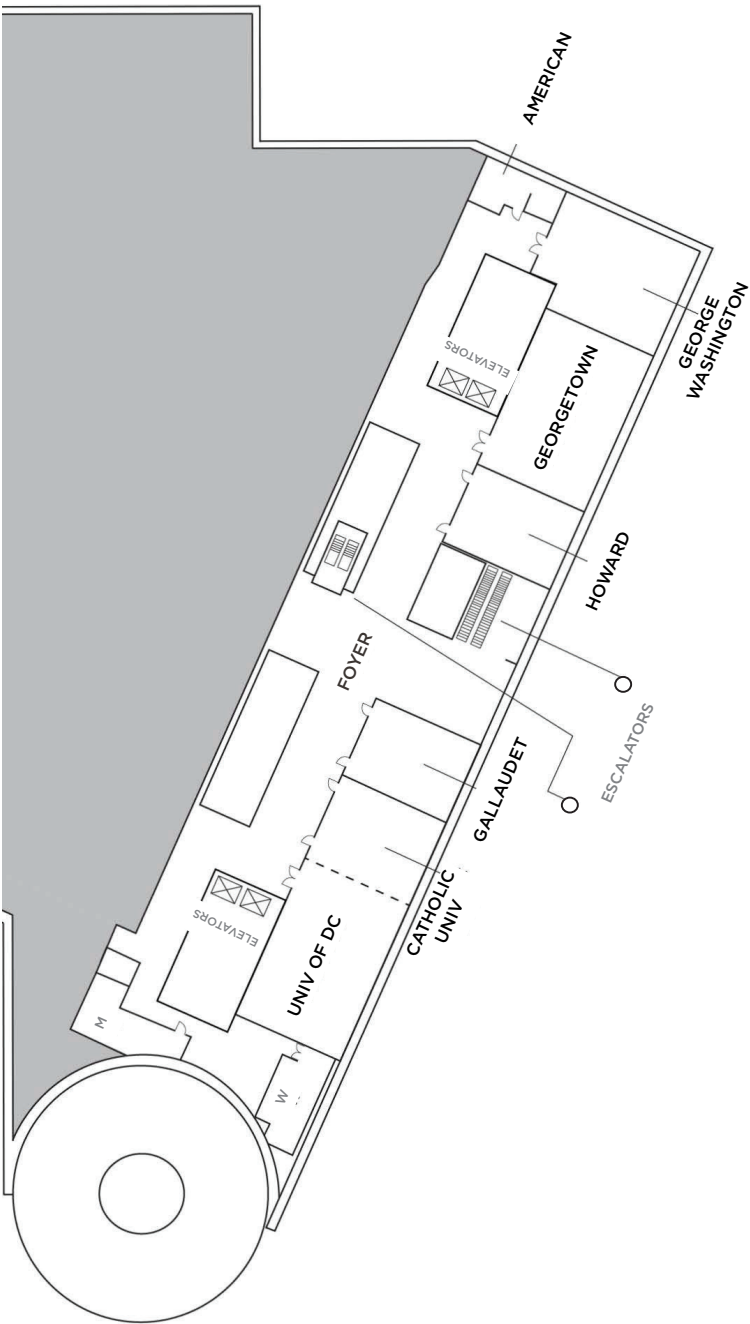 AMERICAN
GEORGE
WASHINGTON
ELEVATORS
GEORGETOWN
HOWARD
FOYER
ESCALATORS
GALLAUDET
CATHOLIC
UNIV
ELEVATORS
UNIV OF DC
M
W